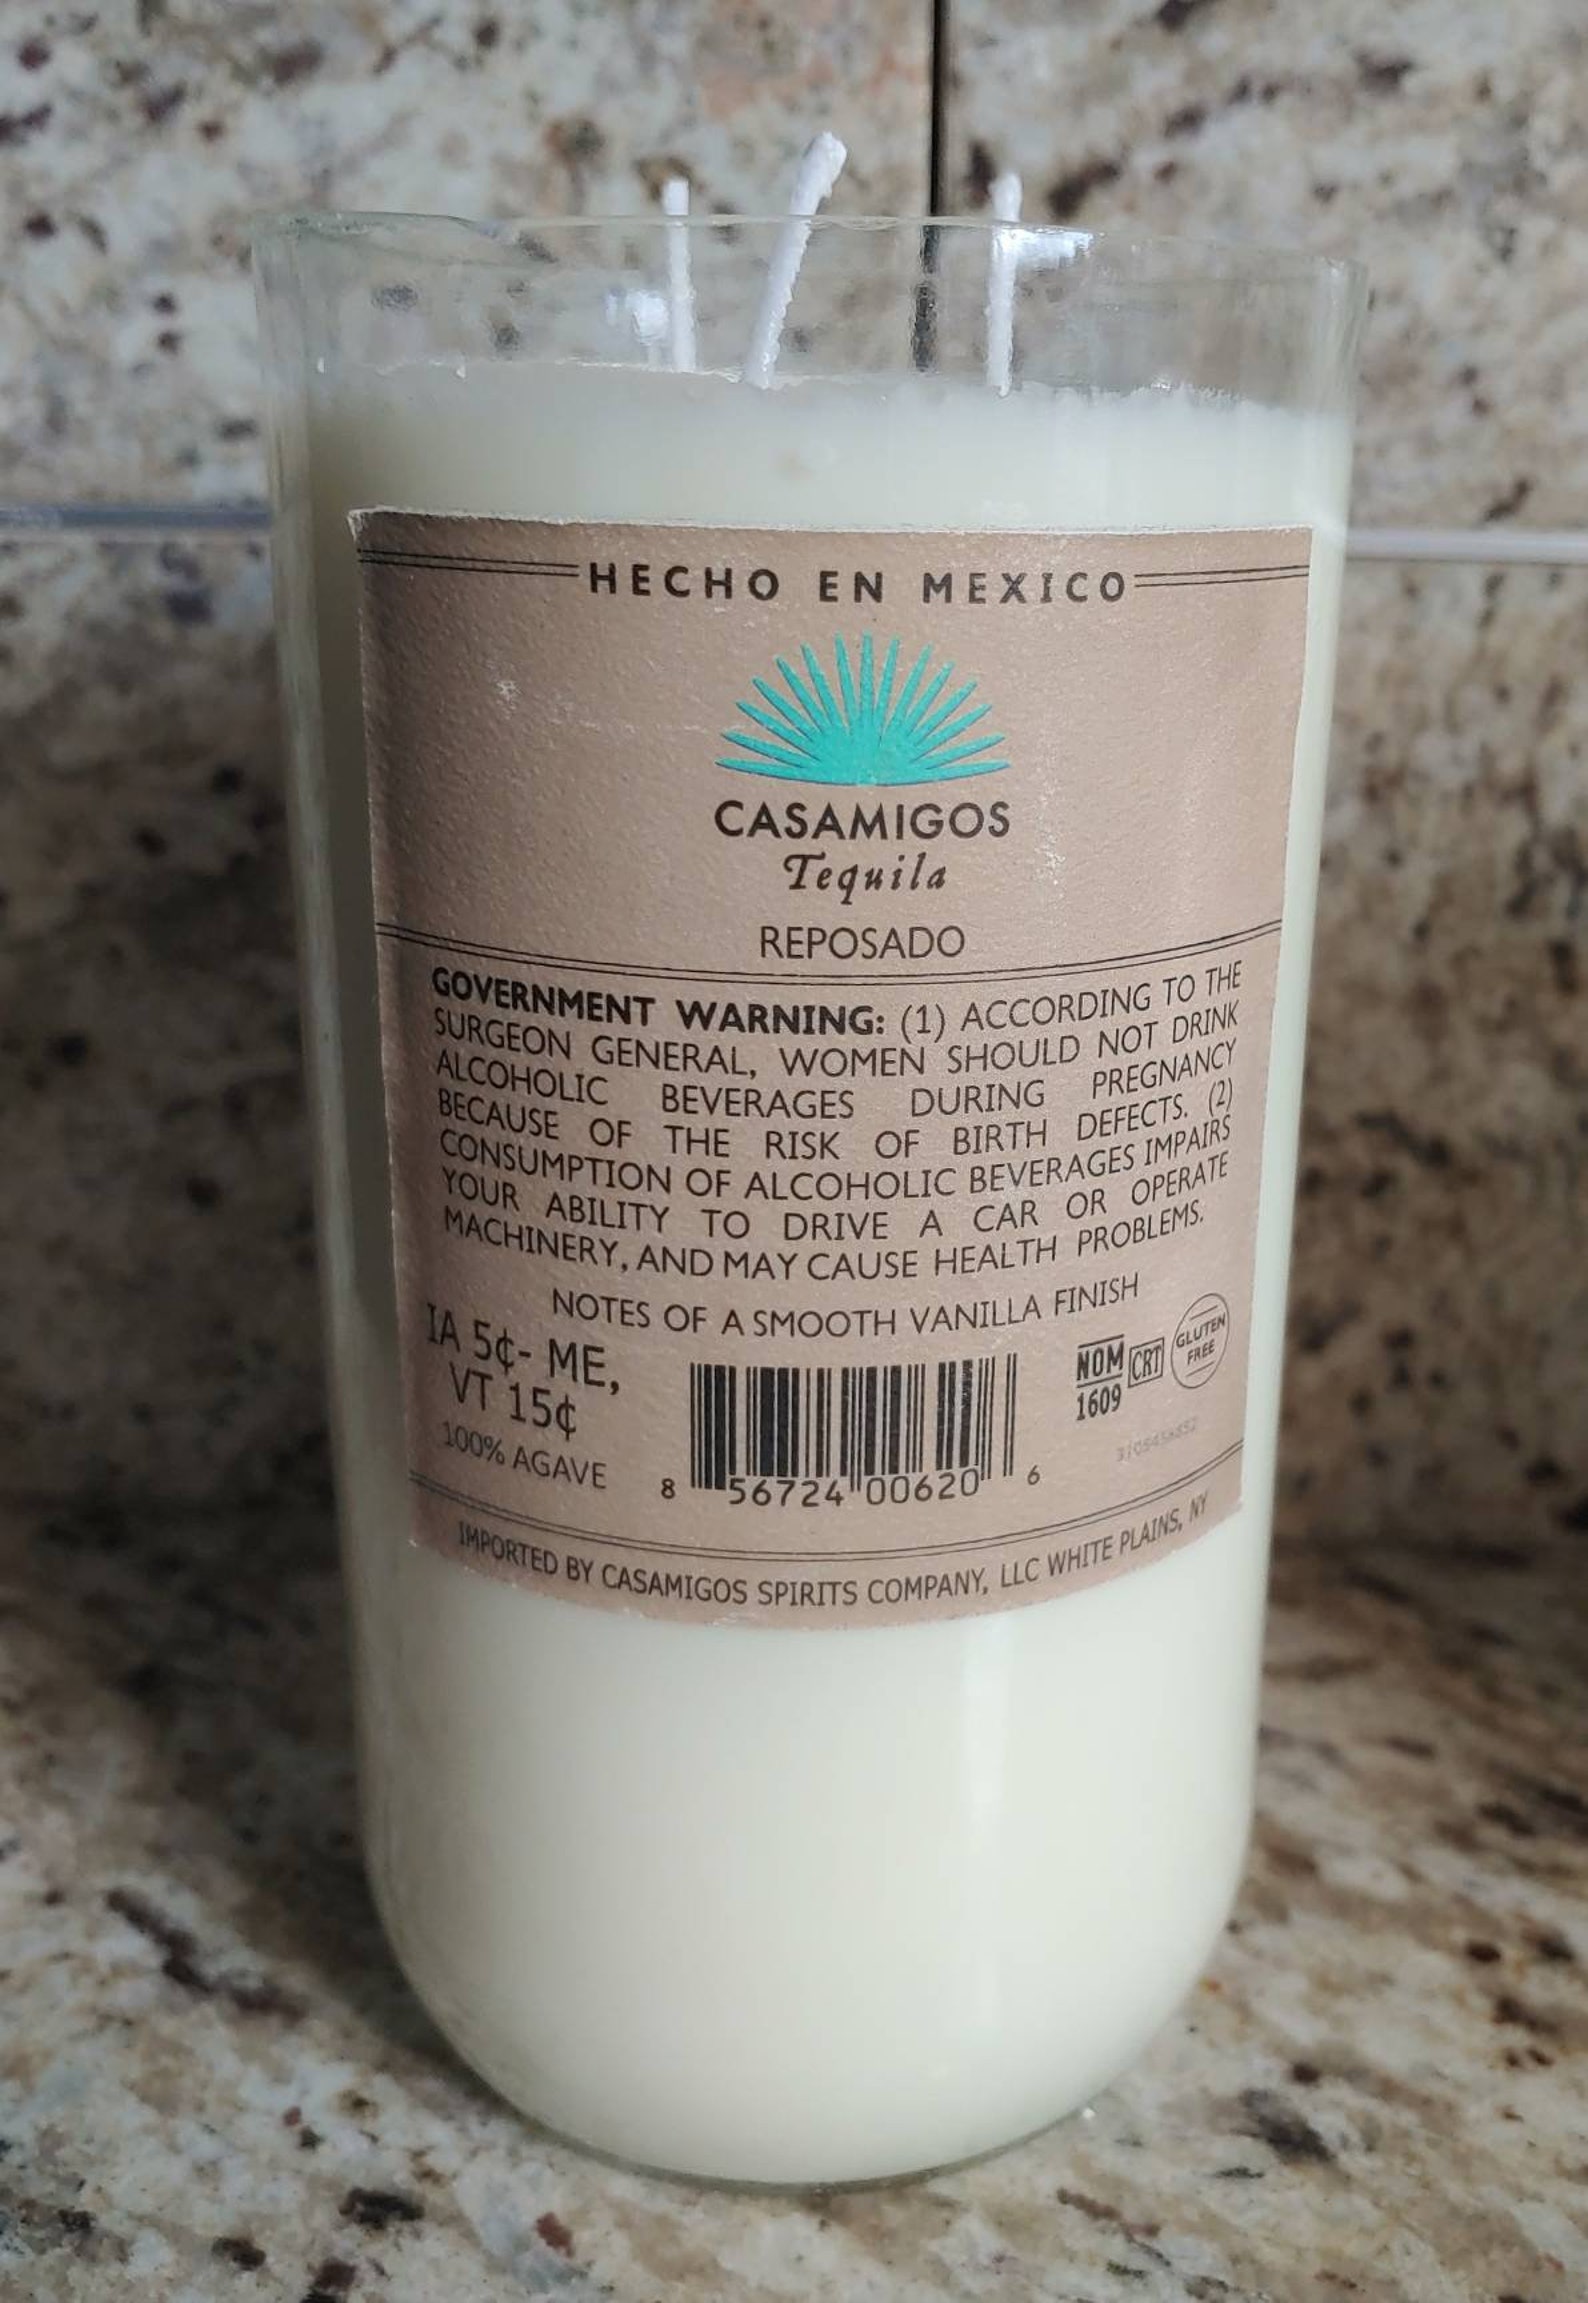 HECHO EN MEXICO
CASAMIGOS
Tequila
REPOSADO
GOVERNMENT WARNING: (1) ACCORDING TO THE
SURGEON GENERAL, WOMEN SHOULD NOT DRINK
ALCOHOLIC BEVERAGES DURING PREGNANCY
BECAUSE OF THE RISK OF BIRTH DEFECTS. (2)
CONSUMPTION OF ALCOHOLIC BEVERAGES IMPAIRS
YOUR ABILITY TO DRIVE A CAR OR OPERATE
MACHINERY, AND MAY CAUSE HEALTH PROBLEMS.
NOTES OF A SMOOTH VANILLA FINISH
IA 5¢- ME,
VT 15¢
100% AGAVE
8 56724 00620 6
NOM
1609
CRT
GLUTEN
FREE
IMPORTED BY CASAMIGOS SPIRITS COMPANY, LLC WHITE PLAINS, NY